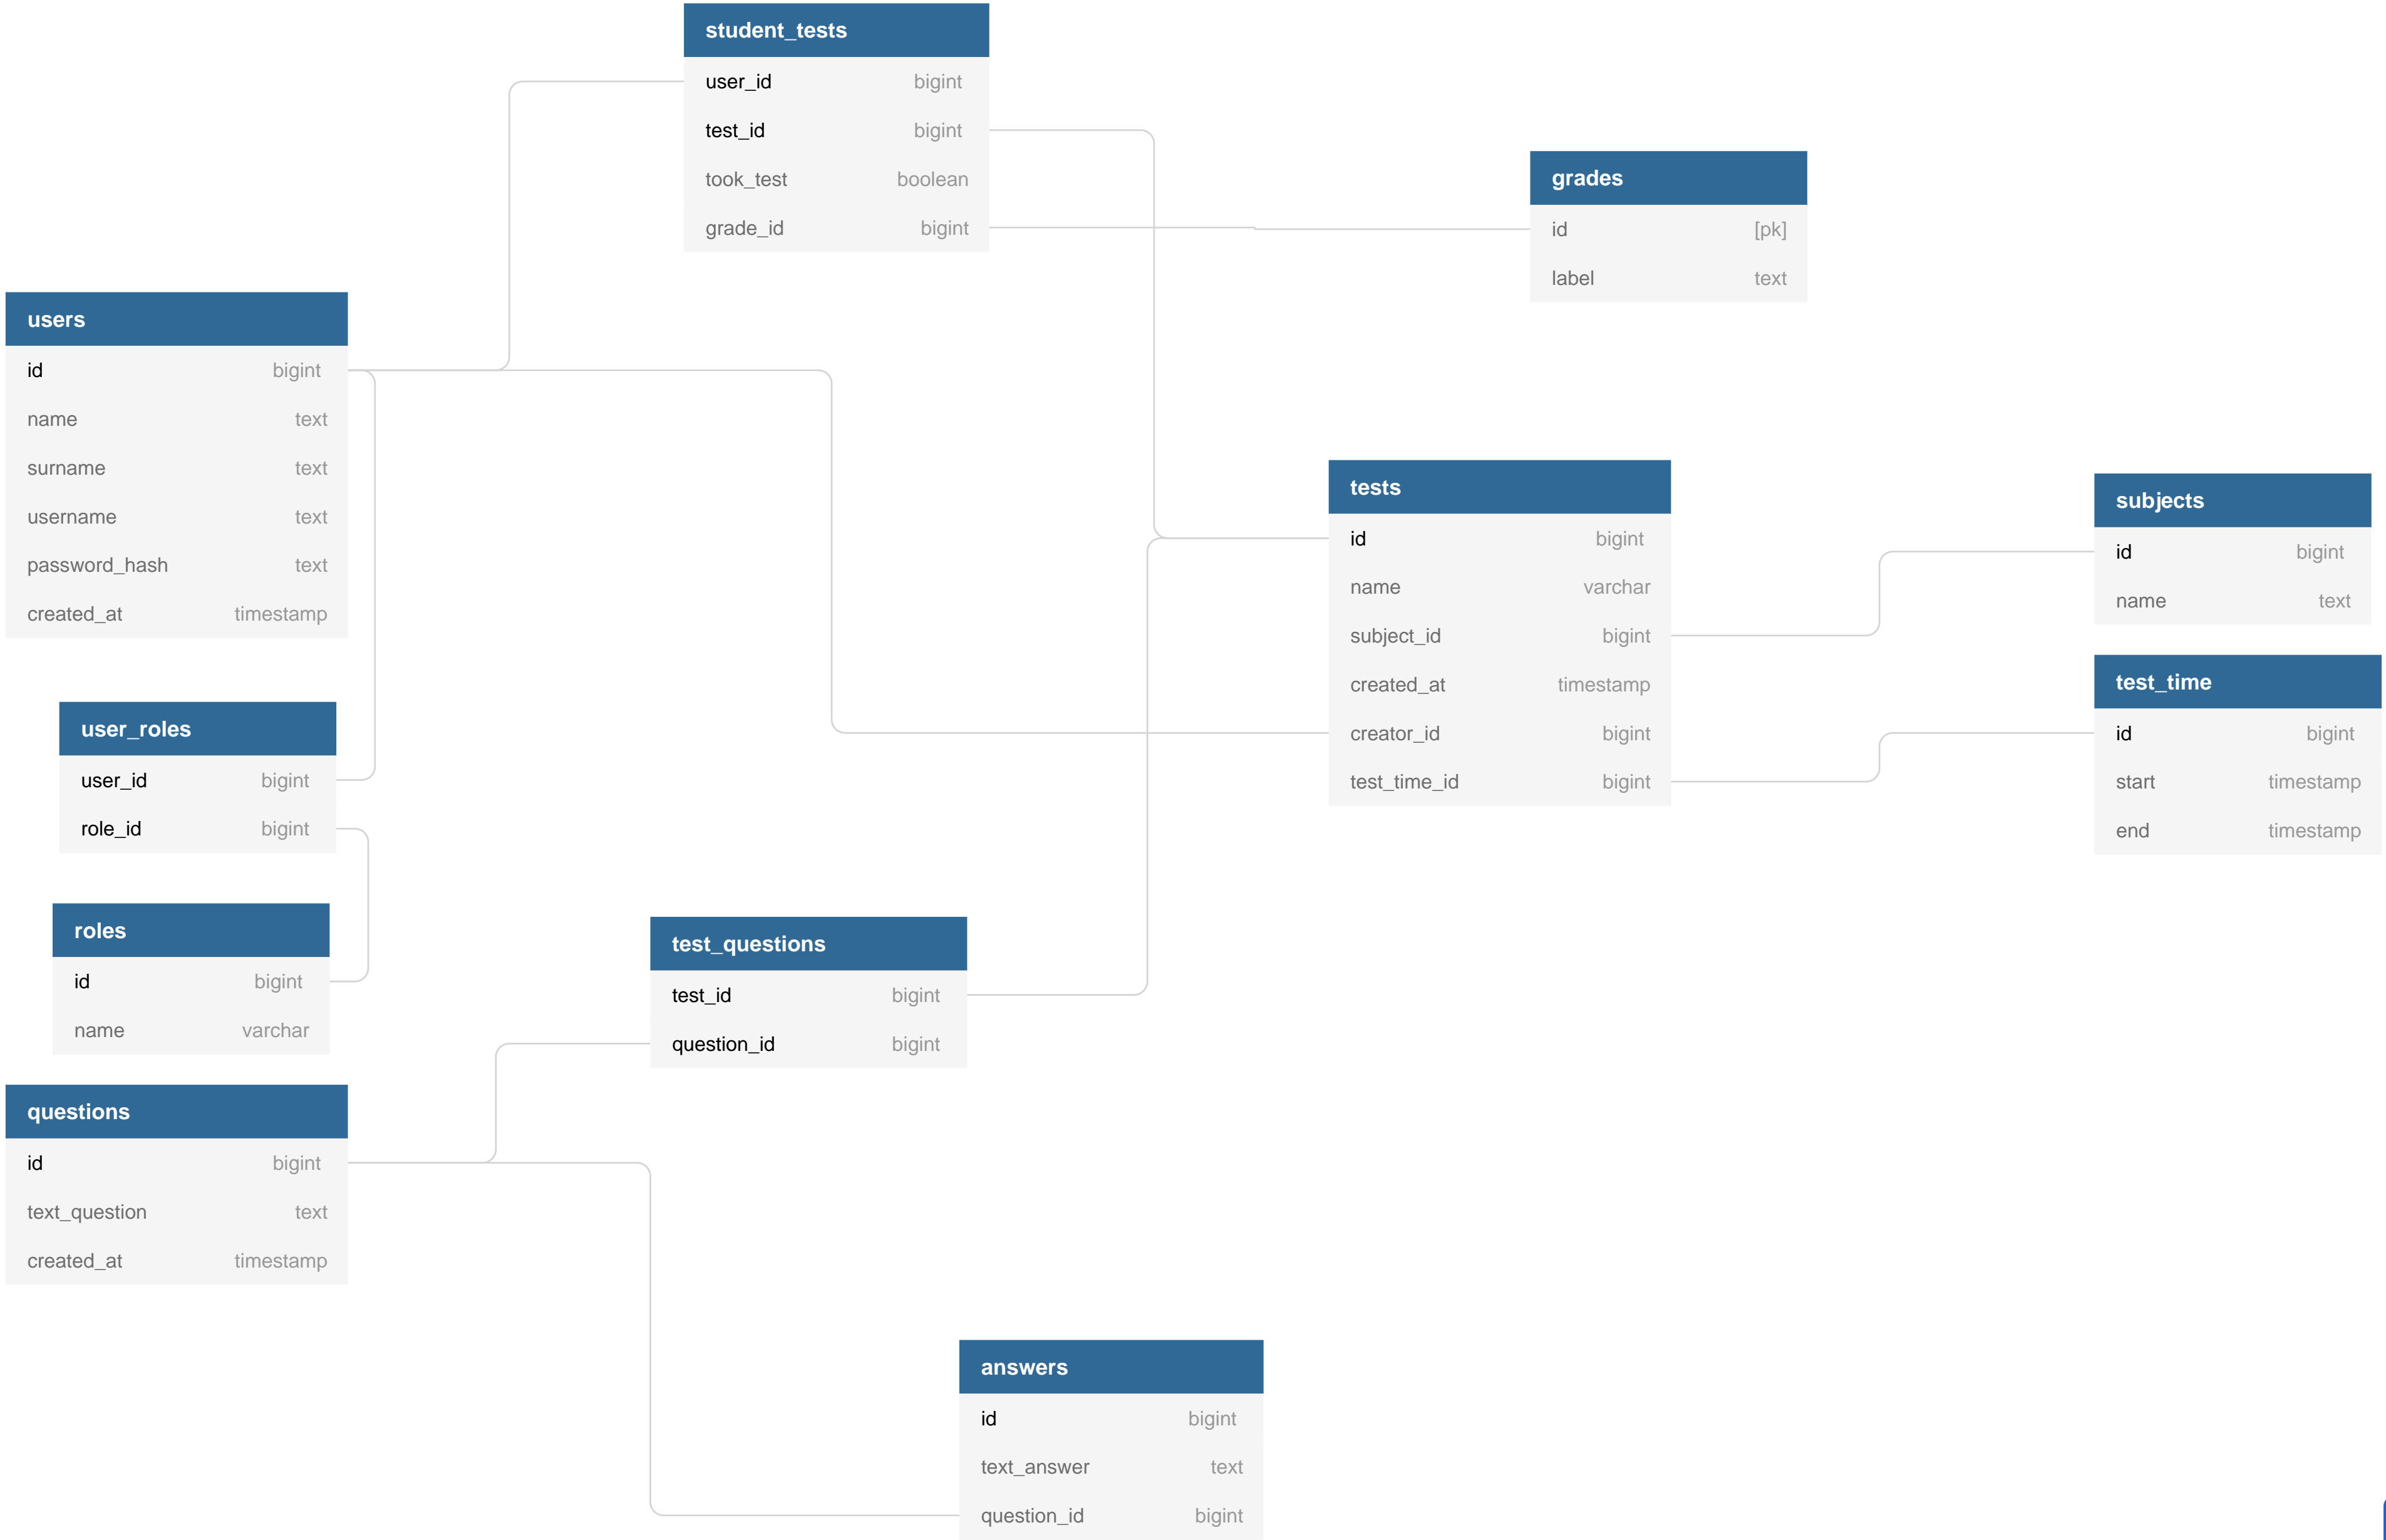 student_tests
user_id bigint
test_id bigint
took_test boolean
grade_id bigint
grades
id [pk]
label text
users
id bigint
name text
surname text
username text
password_hash text
created_at timestamp
tests
id bigint
name varchar
subject_id bigint
created_at timestamp
creator_id bigint
test_time_id bigint
subjects
id bigint
name text
test_time
id bigint
start timestamp
end timestamp
user_roles
user_id bigint
role_id bigint
roles
id bigint
name varchar
test_questions
test_id bigint
question_id bigint
questions
id bigint
text_question text
created_at timestamp
answers
id bigint
text_answer text
question_id bigint